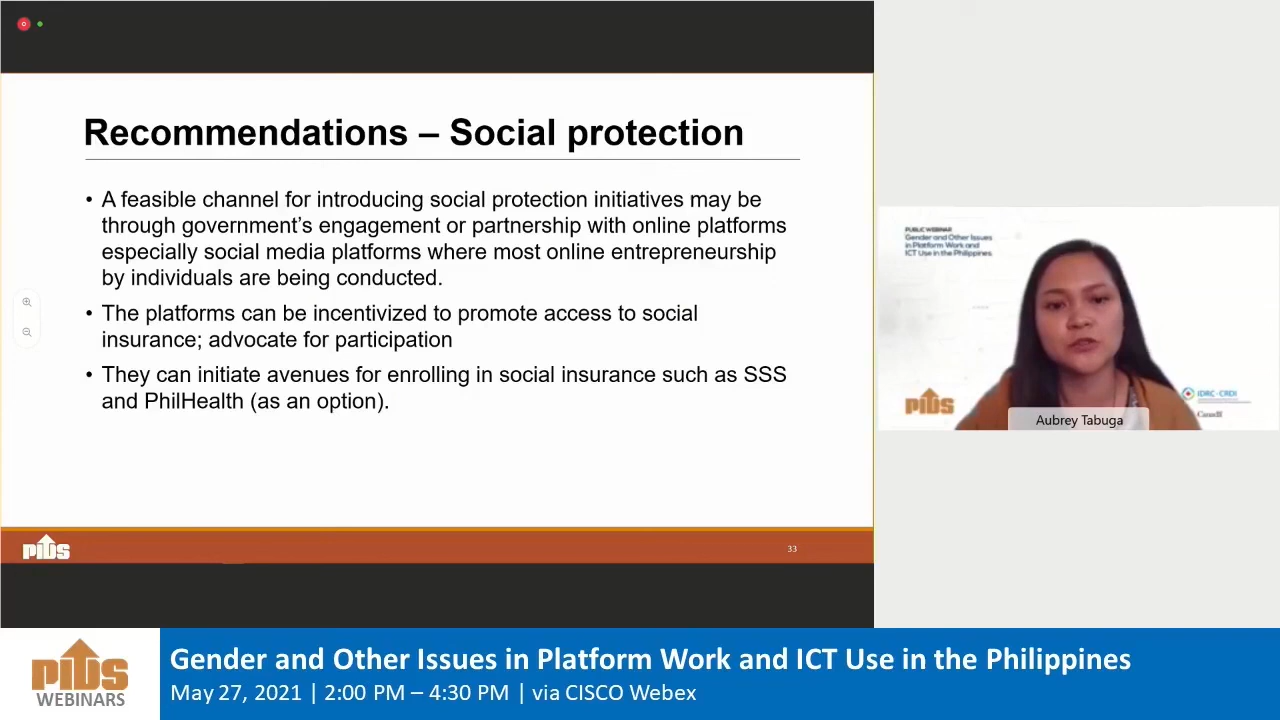 Recommendations – Social protection
• A feasible channel for introducing social protection initiatives may be
through government’s engagement or partnership with online platforms
especially social media platforms where most online entrepreneurship
by individuals are being conducted.
• The platforms can be incentivized to promote access to social
insurance; advocate for participation
• They can initiate avenues for enrolling in social insurance such as SSS
and PhilHealth (as an option).
PIDS
33
PUBLIC WEBINAR
Gender and Other Issues
in Platform Work and
ICT Use in the Philippines
PIDS
IDRC · CRDI
Canada
Aubrey Tabuga
PIDS
WEBINARS
Gender and Other Issues in Platform Work and ICT Use in the Philippines
May 27, 2021 | 2:00 PM – 4:30 PM | via CISCO Webex